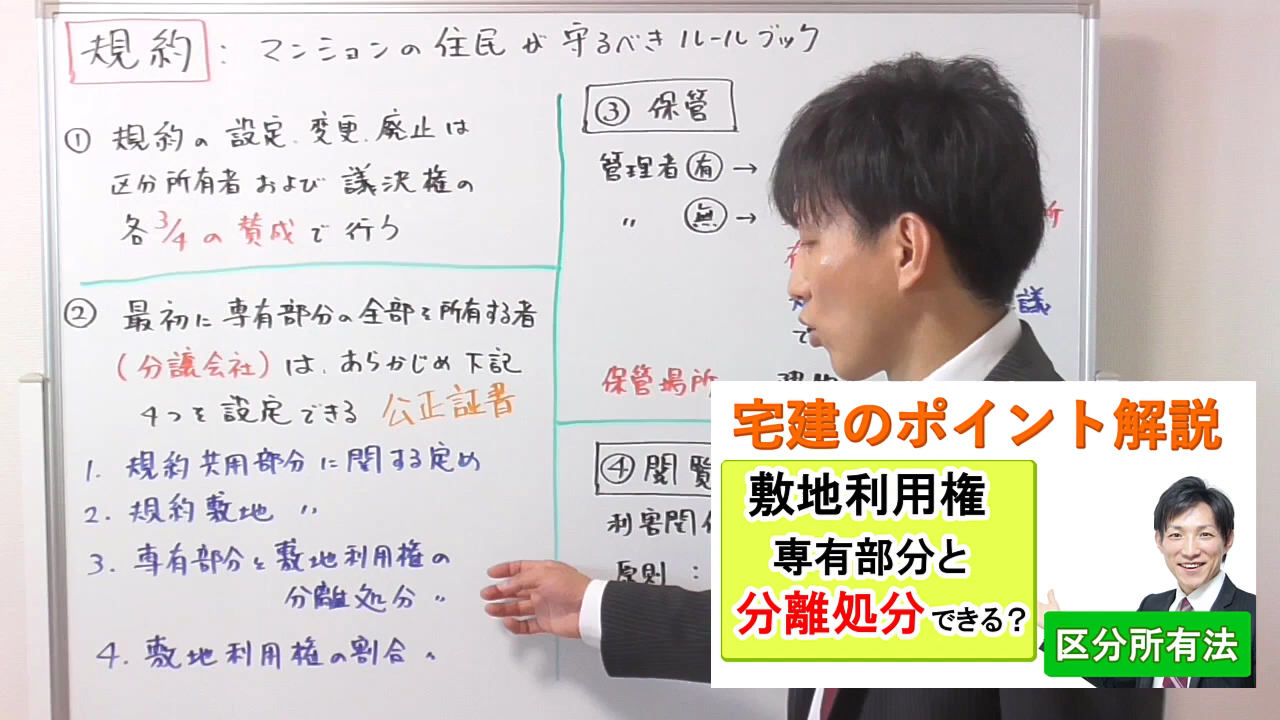 規約：マンションの住民が守るべきルールブック
① 規約の設定、変更、廃止は
区分所有者および議決権の
各3/4の賛成で行う
② 最初に専有部分の全部を所有する者
(分譲会社)は、あらかじめ下記
4つを設定できる 公正証書
1. 規約共用部分に関する定め
2. 規約敷地 〃
3. 専有部分と敷地利用権の
分離処分 〃
4. 敷地利用権の割合 〃
③ 保管
管理者 有 →
〃 無 →
所
議
で
保管場所
④ 閲覧
利害関係
原則：
宅建のポイント解説
敷地利用権
専有部分と
分離処分できる？
区分所有法